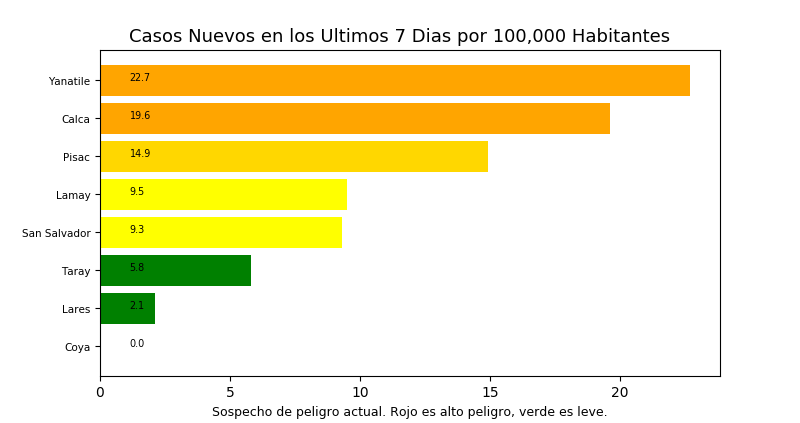 Casos Nuevos en los Ultimos 7 Dias por 100,000 Habitantes
Yanatile 22.7
Calca 19.6
Pisac 14.9
Lamay 9.5
San Salvador 9.3
Taray 5.8
Lares 2.1
Coya 0.0
0 5 10 15 20
Sospecho de peligro actual. Rojo es alto peligro, verde es leve.